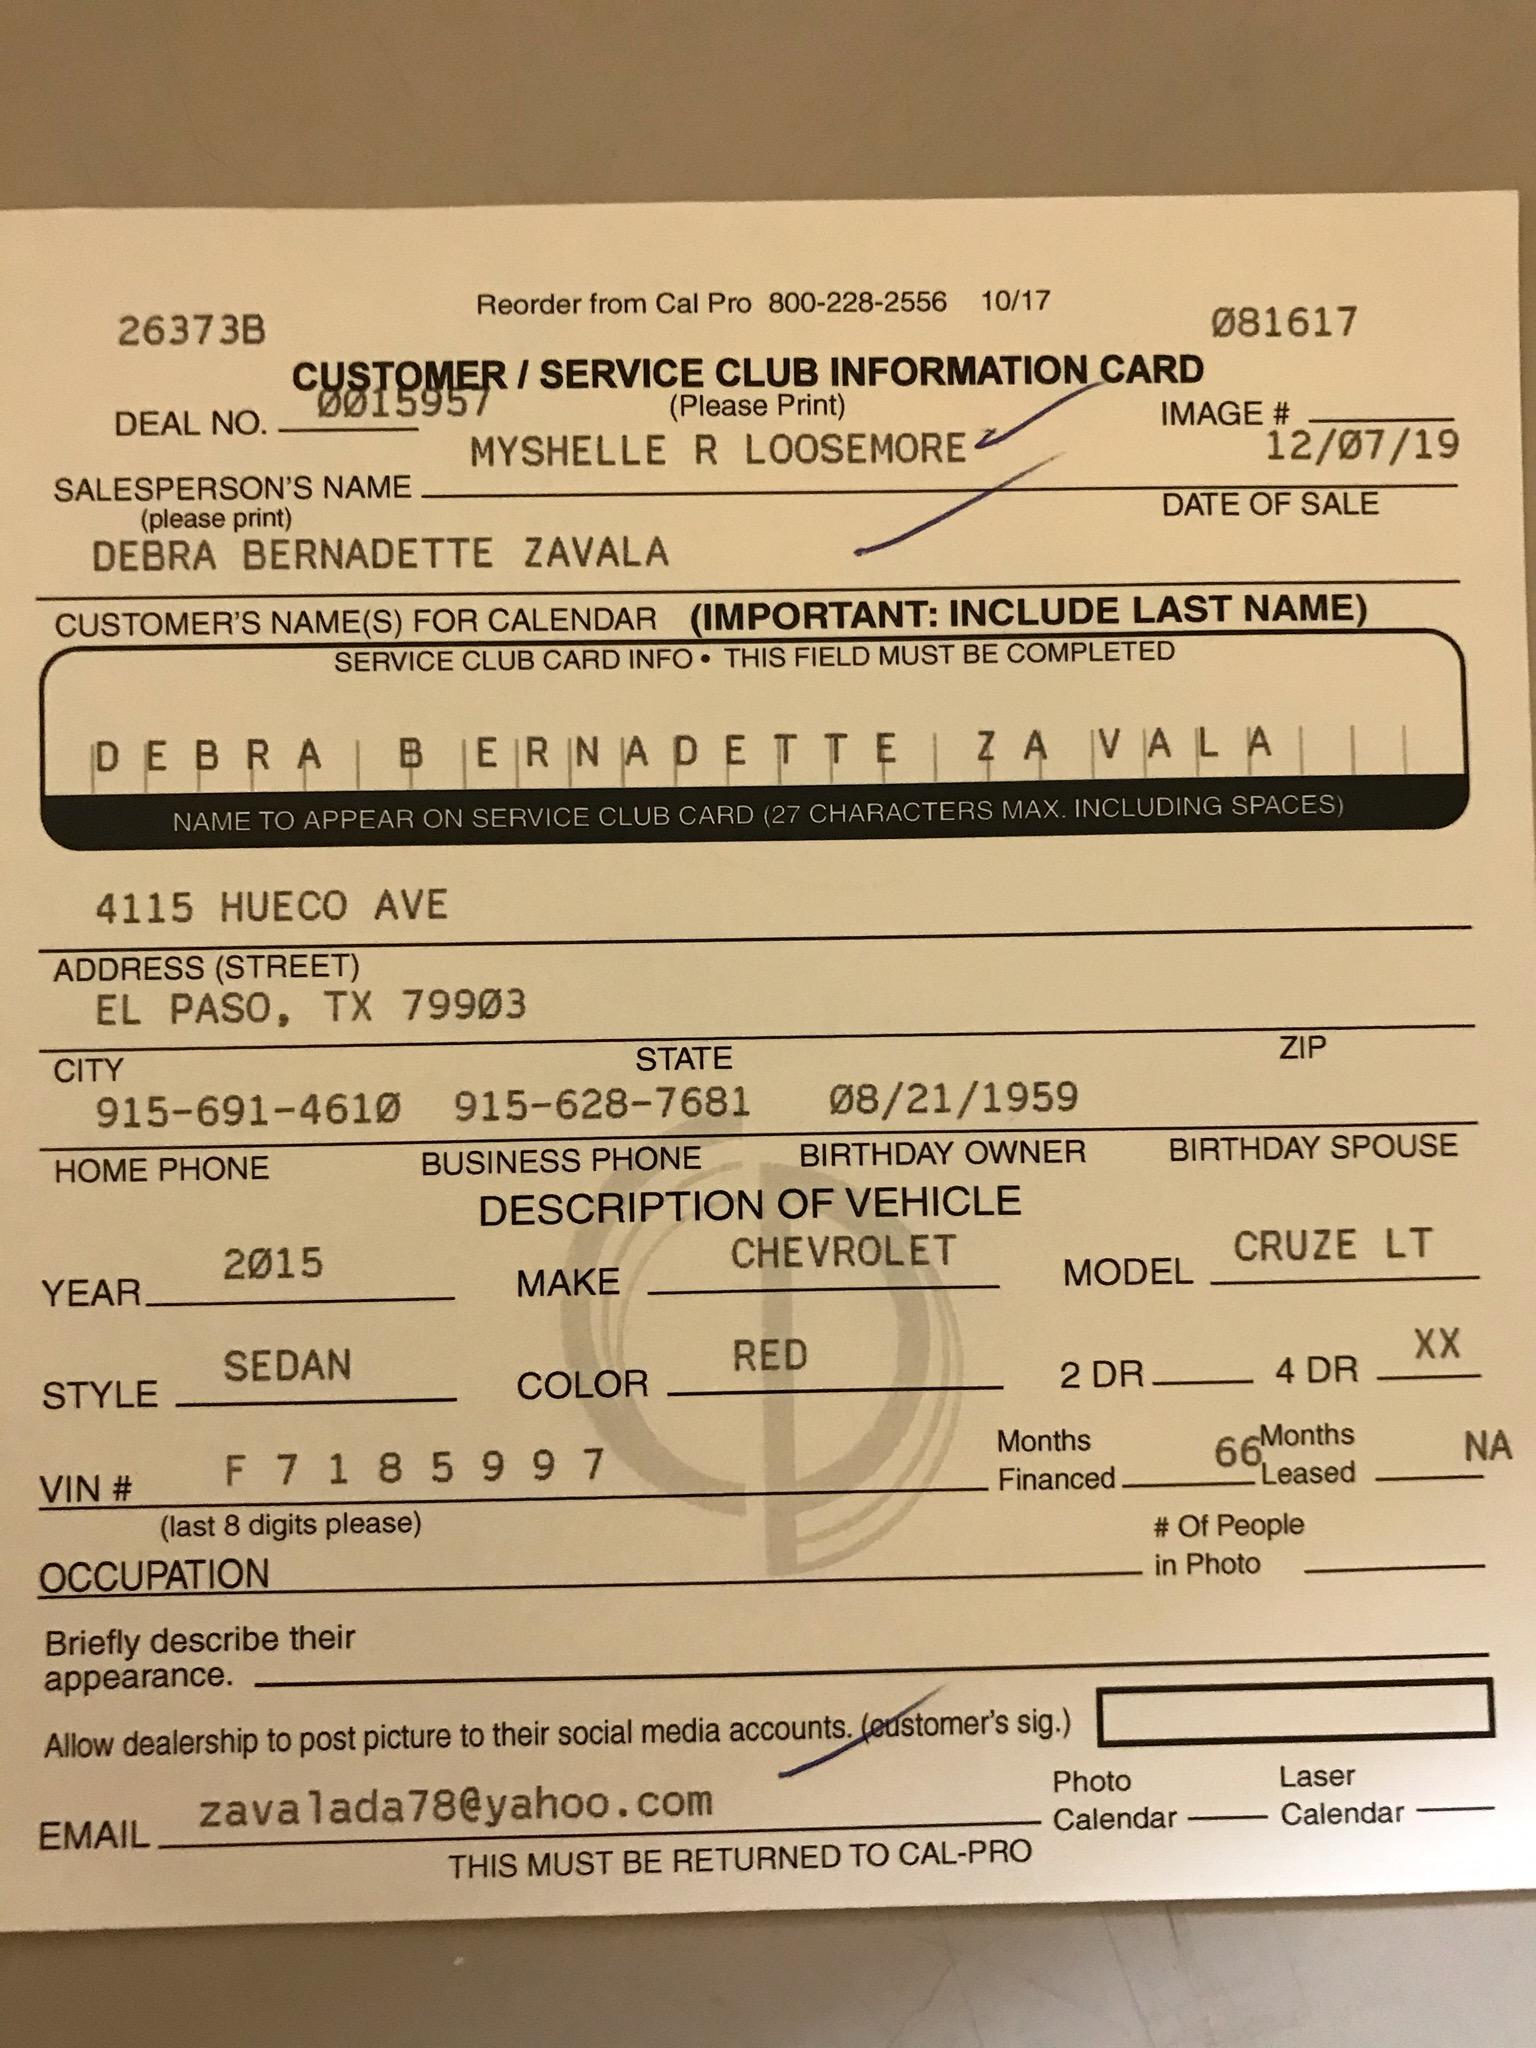 Reorder from Cal Pro 800-228-2556 10/17
26373B Ø81617
CUSTOMER / SERVICE CLUB INFORMATION CARD
DEAL NO. ØØ15957 (Please Print) IMAGE #
MYSHELLE R LOOSEMORE 12/Ø7/19
SALESPERSON'S NAME
(please print) DATE OF SALE
DEBRA BERNADETTE ZAVALA
CUSTOMER'S NAME(S) FOR CALENDAR (IMPORTANT: INCLUDE LAST NAME)
SERVICE CLUB CARD INFO • THIS FIELD MUST BE COMPLETED
DEBRA BERNADETTE ZAVALA
NAME TO APPEAR ON SERVICE CLUB CARD (27 CHARACTERS MAX. INCLUDING SPACES)
4115 HUECO AVE
ADDRESS (STREET)
EL PASO, TX 799Ø3
CITY STATE ZIP
915-691-461Ø 915-628-7681 Ø8/21/1959
HOME PHONE BUSINESS PHONE BIRTHDAY OWNER BIRTHDAY SPOUSE
DESCRIPTION OF VEHICLE
YEAR 2Ø15 MAKE CHEVROLET MODEL CRUZE LT
STYLE SEDAN COLOR RED 2 DR 4 DR XX
VIN # F 7 1 8 5 9 9 7 Months Financed 66 Months Leased NA
(last 8 digits please)
OCCUPATION # Of People in Photo
Briefly describe their
appearance.
Allow dealership to post picture to their social media accounts. (customer's sig.)
EMAIL zavalada78@yahoo.com Photo Calendar Laser Calendar
THIS MUST BE RETURNED TO CAL-PRO